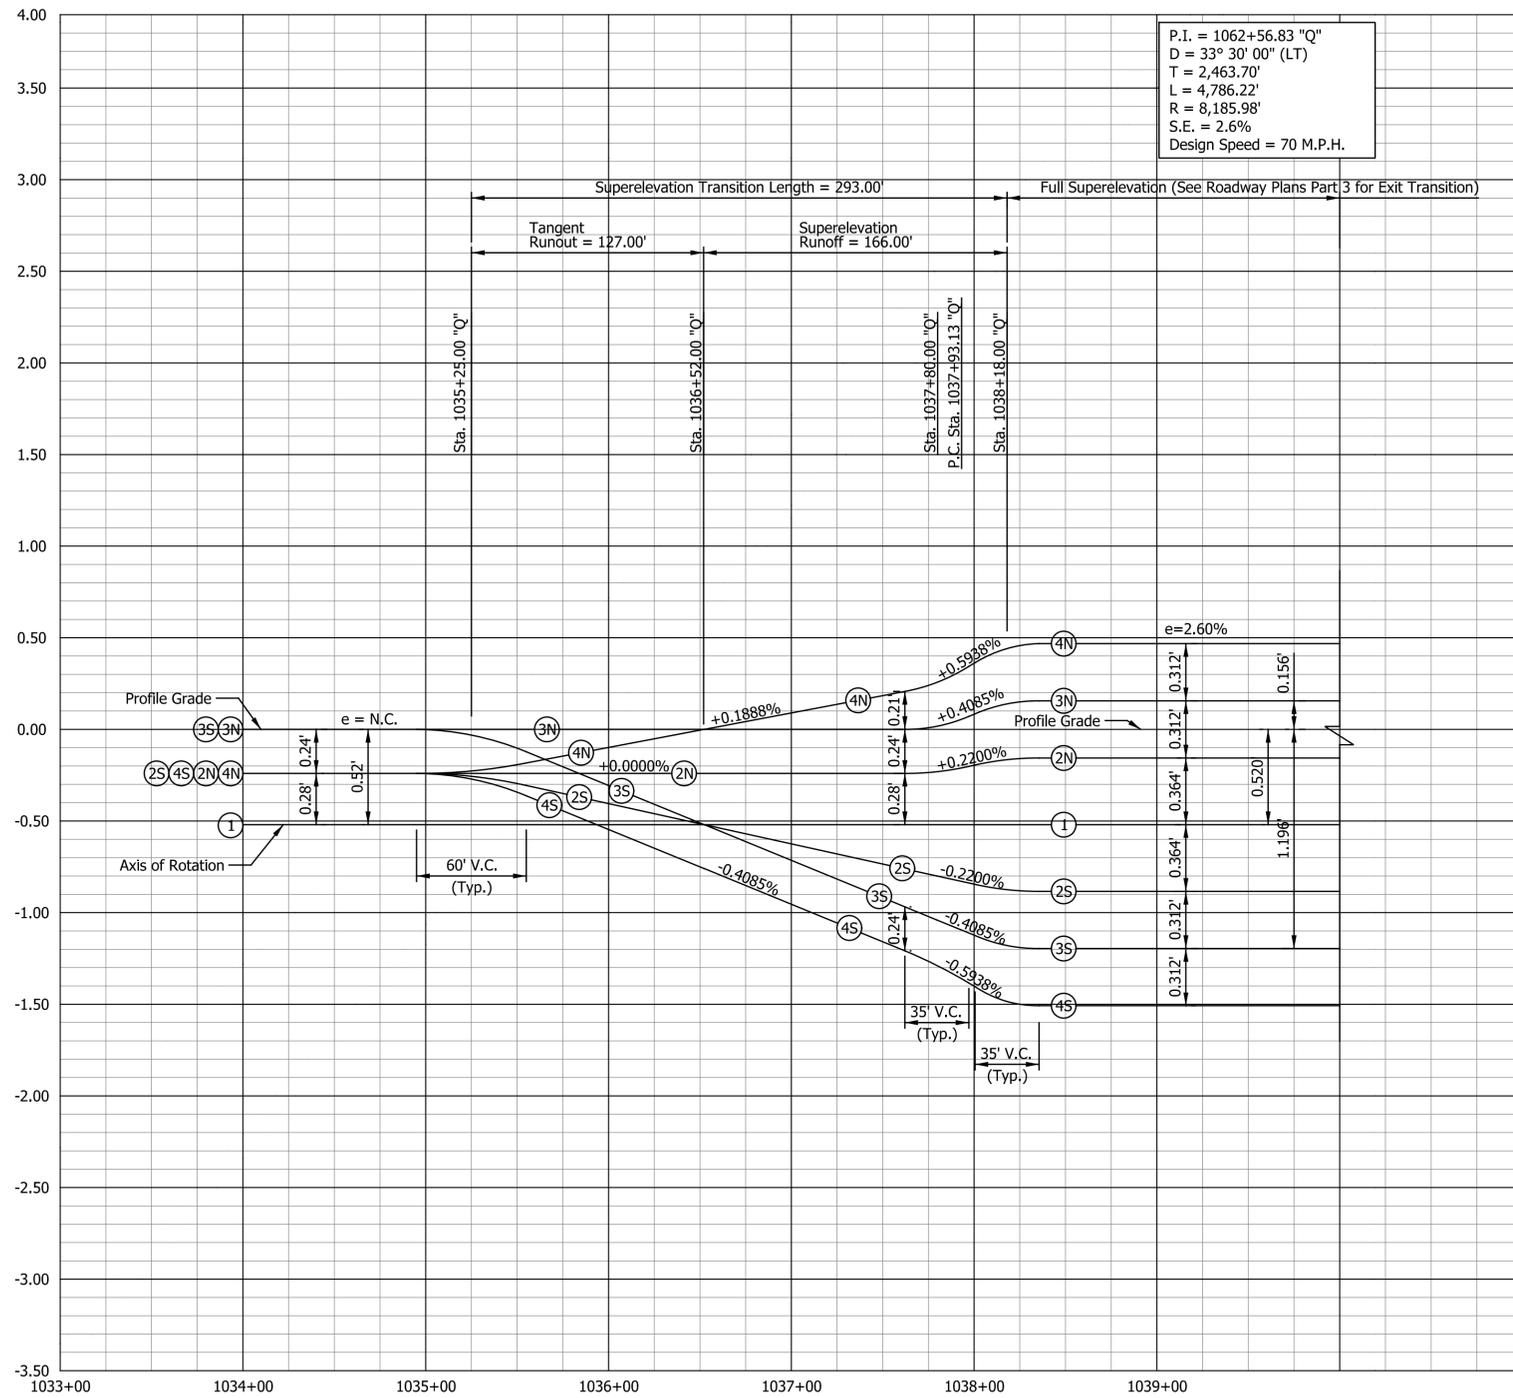 4.00
P.I. = 1062+56.83 "Q"
D = 33° 30' 00" (LT)
T = 2,463.70'
L = 4,786.22'
R = 8,185.98'
S.E. = 2.6%
Design Speed = 70 M.P.H.
3.50
3.00
Superelevation Transition Length = 293.00'
Full Superelevation (See Roadway Plans Part 3 for Exit Transition)
Tangent
Runout = 127.00'
Superelevation
Runoff = 166.00'
2.50
2.00
Sta. 1035+25.00 "Q"
Sta. 1036+52.00 "Q"
Sta. 1037+80.00 "Q"
P.C. Sta. 1037+93.13 "Q"
Sta. 1038+18.00 "Q"
1.50
1.00
0.50
e=2.60%
+0.5938%
4N
0.312'
0.156'
Profile Grade
4N
0.21'
+0.4085%
3N
+0.1888%
e = N.C.
Profile Grade
0.312'
0.00
3S
3N
3N
0.24'
0.52'
4N
0.24'
+0.2200%
2N
2S
4S
2N
4N
+0.0000%
2N
0.28'
2S
3S
4S
0.28'
0.364'
0.520
-0.50
1
1
1.196'
Axis of Rotation
60' V.C.
(Typ.)
-0.4085%
2S
-0.2200%
0.364'
2S
3S
-1.00
4S
0.24'
-0.4085%
0.312'
3S
-0.5938%
0.312'
-1.50
4S
35' V.C.
(Typ.)
35' V.C.
(Typ.)
-2.00
-2.50
-3.00
-3.50
1033+00
1034+00
1035+00
1036+00
1037+00
1038+00
1039+00